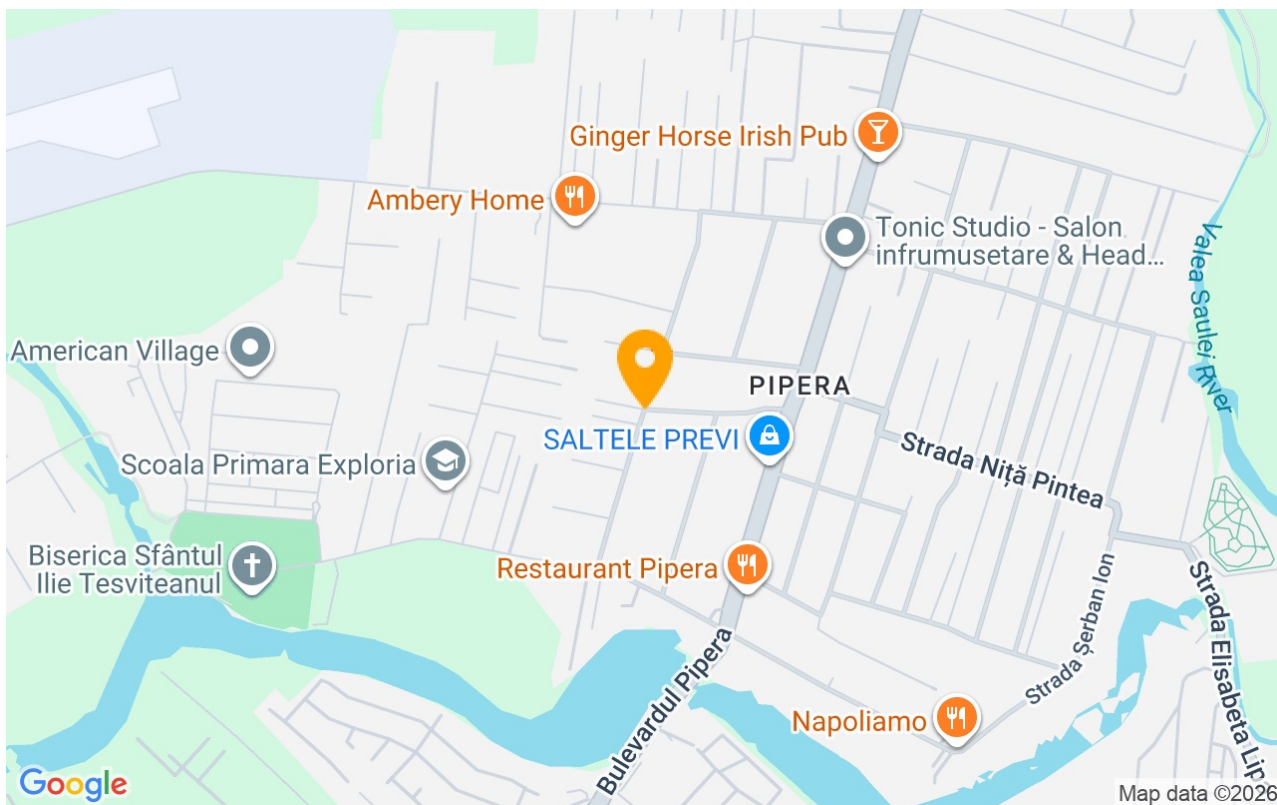 Ginger Horse Irish Pub
Ambery Home
Tonic Studio - Salon
infrumusetare & Head...
Valea Saulei River
American Village
PIPERA
SALTELE PREVI
Strada Niță Pintea
Scoala Primara Exploria
Biserica Sfântul
Ilie Tesviteanul
Restaurant Pipera
Strada Șerban Ion
Strada Elisabeta Lip
Bulevardul Pipera
Napoliamo
Google
Map data ©2026